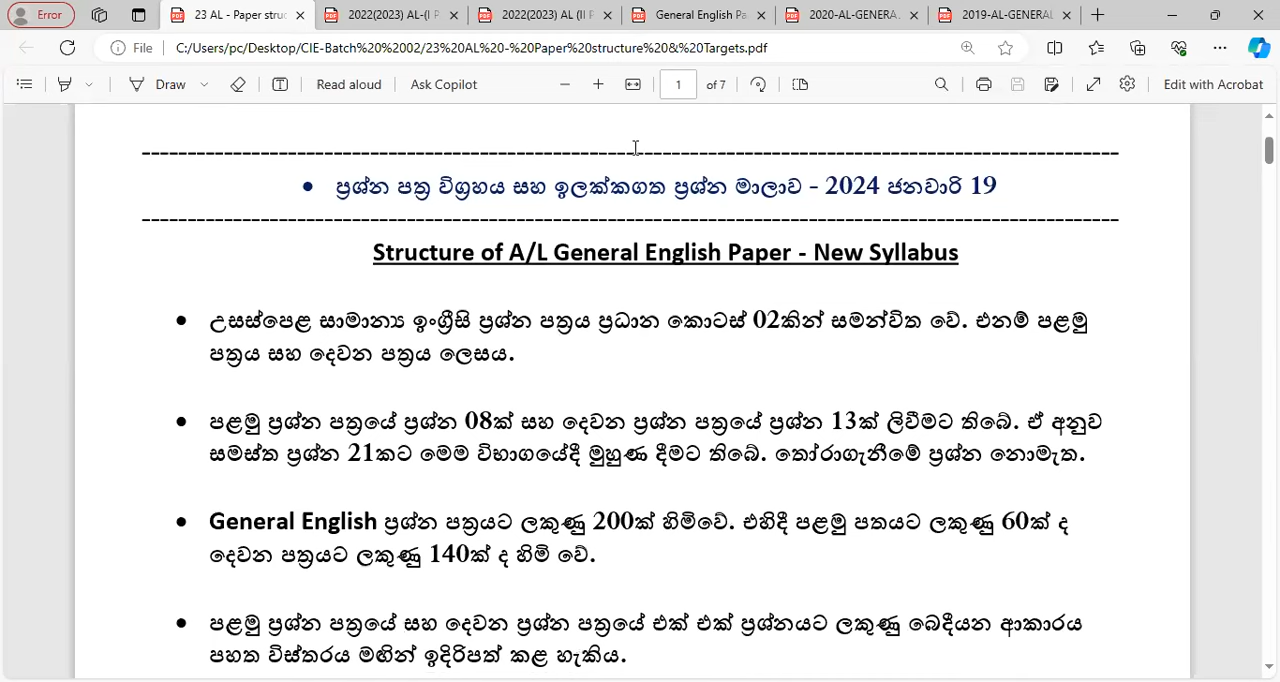 Error
23 AL - Paper struc
2022(2023) AL-(I P
2022(2023) AL (II P
General English Pa
2020-AL-GENERA
2019-AL-GENERAL
File
C:/Users/pc/Desktop/CIE-Batch%20%2002/23%20AL%20-%20Paper%20structure%20&%20Targets.pdf
Draw
Read aloud
Ask Copilot
1
of 7
Edit with Acrobat
• ප්‍රශ්න පත්‍ර විග්‍රහය සහ ඉලක්කගත ප්‍රශ්න මාලාව - 2024 ජනවාරි 19
Structure of A/L General English Paper - New Syllabus
• උසස්පෙළ සාමාන්‍ය ඉංග්‍රීසි ප්‍රශ්න පත්‍රය ප්‍රධාන කොටස් 02කින් සමන්විත වේ. එනම් පළමු
පත්‍රය සහ දෙවන පත්‍රය ලෙසය.
• පළමු ප්‍රශ්න පත්‍රයේ ප්‍රශ්න 08ක් සහ දෙවන ප්‍රශ්න පත්‍රයේ ප්‍රශ්න 13ක් ලිවීමට තිබේ. ඒ අනුව
සමස්ත ප්‍රශ්න 21කට මෙම විභාගයේදී මුහුණ දීමට තිබේ. තෝරාගැනීමේ ප්‍රශ්න නොමැත.
• General English ප්‍රශ්න පත්‍රයට ලකුණු 200ක් හිමිවේ. එහිදී පළමු පතයට ලකුණු 60ක් ද
දෙවන පත්‍රයට ලකුණු 140ක් ද හිමි වේ.
• පළමු ප්‍රශ්න පත්‍රයේ සහ දෙවන ප්‍රශ්න පත්‍රයේ එක් එක් ප්‍රශ්නයට ලකුණු බෙදීයන ආකාරය
පහත විස්තරය මඟින් ඉදිරිපත් කළ හැකිය.